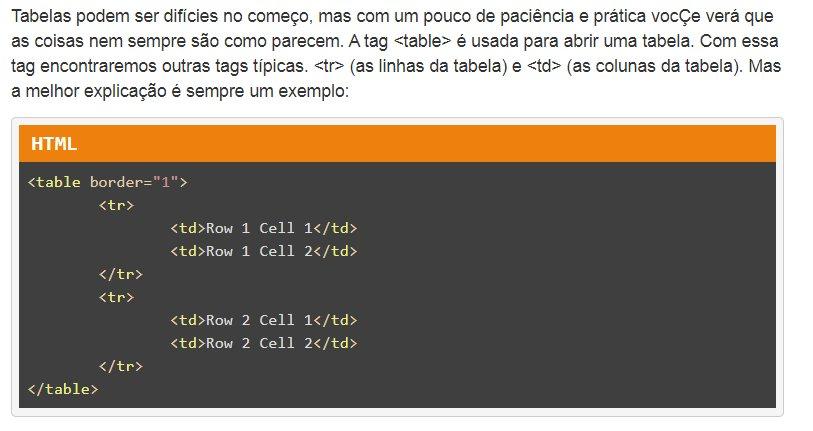 Tabelas podem ser difícies no começo, mas com um pouco de paciência e prática vocÇe verá que
as coisas nem sempre são como parecem. A tag <table> é usada para abrir uma tabela. Com essa
tag encontraremos outras tags típicas. <tr> (as linhas da tabela) e <td> (as colunas da tabela). Mas
a melhor explicação é sempre um exemplo:
HTML
<table border="1">
<tr>
<td>Row 1 Cell 1</td>
<td>Row 1 Cell 2</td>
</tr>
<tr>
<td>Row 2 Cell 1</td>
<td>Row 2 Cell 2</td>
</tr>
</table>